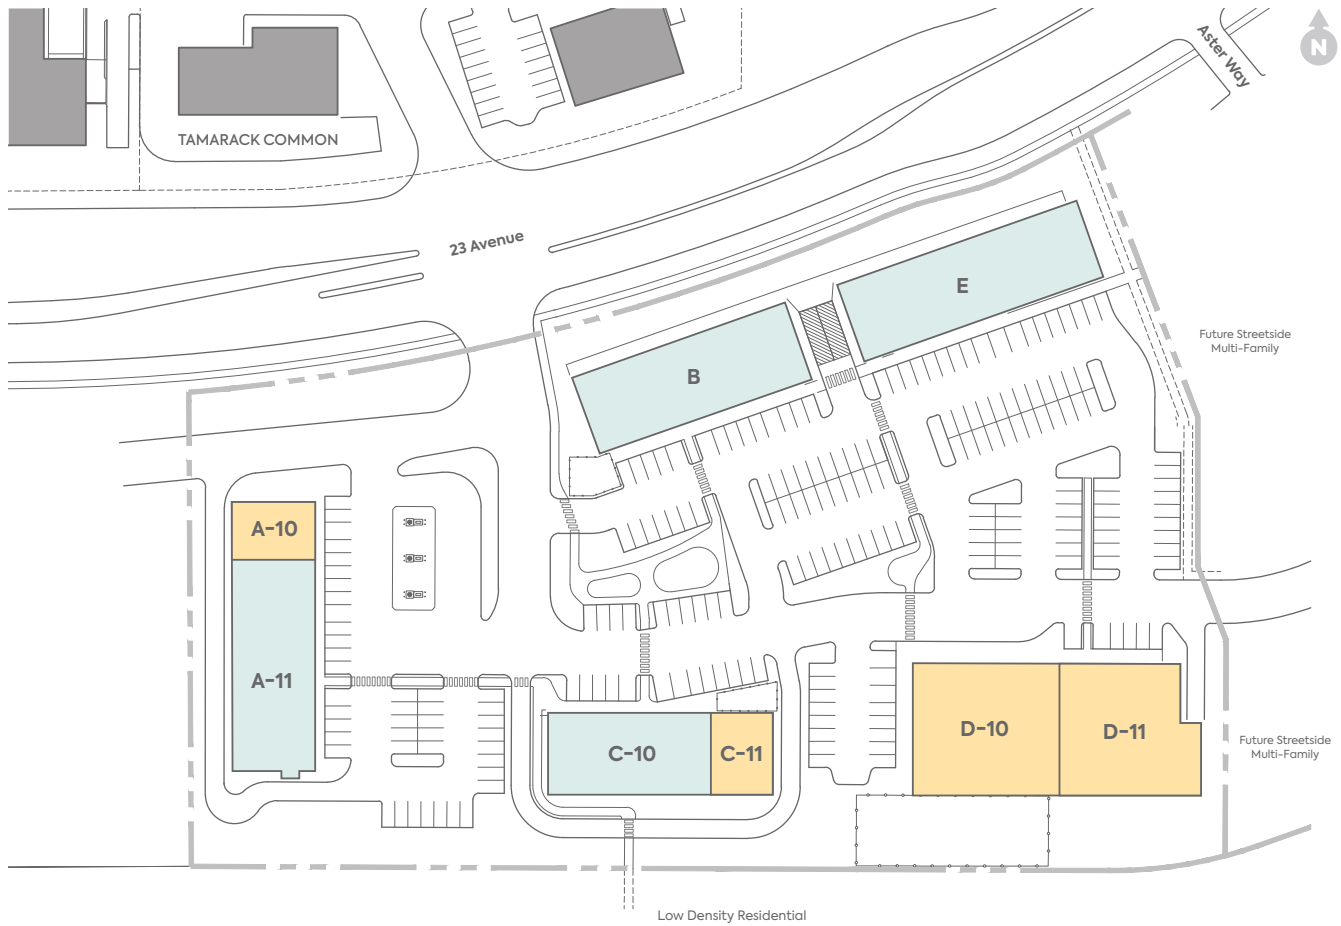 Aster Way
N
TAMARACK COMMON
23 Avenue
E
Future Streetside
Multi-Family
B
A-10
A-11
D-10
D-11
C-10
C-11
Future Streetside
Multi-Family
Low Density Residential